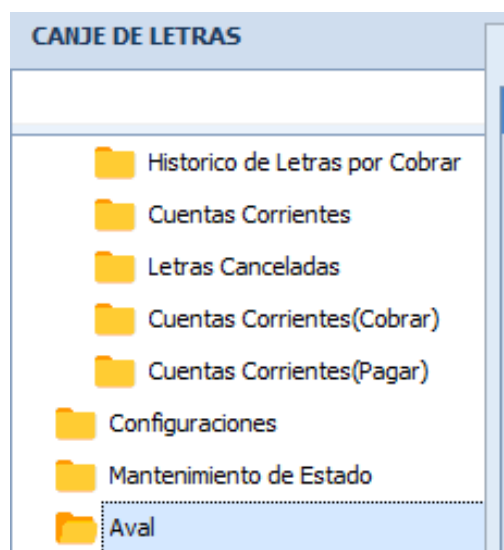 CANJE DE LETRAS
Historico de Letras por Cobrar
Cuentas Corrientes
Letras Canceladas
Cuentas Corrientes(Cobrar)
Cuentas Corrientes(Pagar)
Configuraciones
Mantenimiento de Estado
Aval